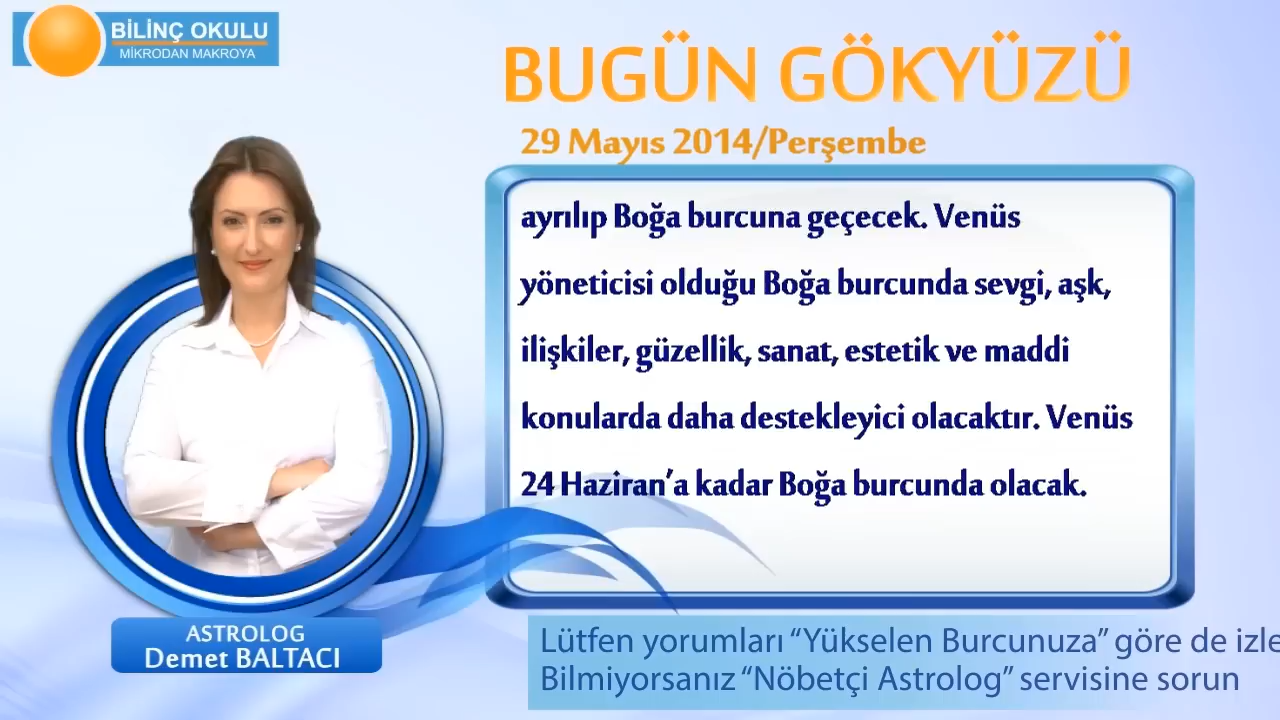 BİLİNÇ OKULU
MİKRODAN MAKROYA
BUGÜN GÖKYÜZÜ
29 Mayıs 2014/Perşembe
ayrılıp Boğa burcuna geçecek. Venüs
yöneticisi olduğu Boğa burcunda sevgi, aşk,
ilişkiler, güzellik, sanat, estetik ve maddi
konularda daha destekleyici olacaktır. Venüs
24 Haziran'a kadar Boğa burcunda olacak.
ASTROLOG
Demet BALTACI
Lütfen yorumları “Yükselen Burcunuza” göre de izle
Bilmiyorsanız “Nöbetçi Astrolog” servisine sorun